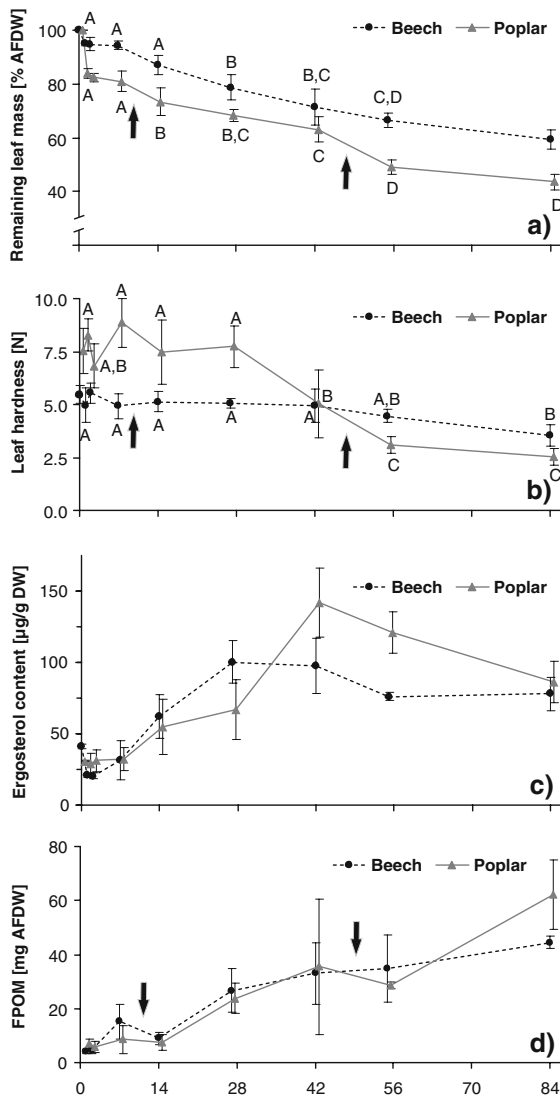 Remaining leaf mass [% AFDW]
100
80
60
40
Beech
Poplar
A A A B B,C C,D
A A B B,C C D D
a)
Leaf hardness [N]
10.0
7.5
5.0
2.5
0.0
Beech
Poplar
A A A A
A,B B A,B B
A A A A A C C
b)
Ergosterol content [µg/g DW]
150
100
50
0
Beech
Poplar
c)
FPOM [mg AFDW]
80
60
40
20
0
Beech
Poplar
d)
0 14 28 42 56 70 84